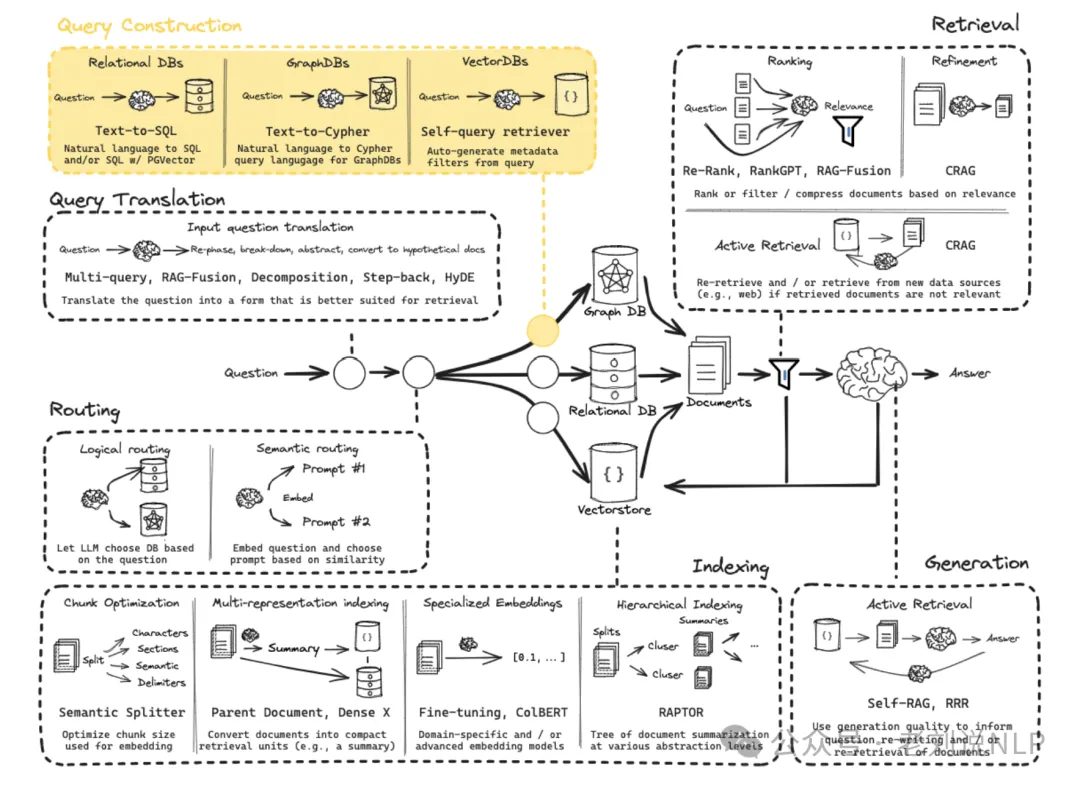 Query Construction
Relational DBs
Question
Text-to-SQL
Natural language to SQL
and/or SQL w/ PGVector
GraphDBs
Question
Text-to-Cypher
Natural language to Cypher
query langugage for GraphDBs
VectorDBs
Question
{ }
Self-query retriever
Auto-generate metadata
filters from query
Retrieval
Ranking
Question
Relevance
Re-Rank, RankGPT, RAG-Fusion
Refinement
CRAG
Rank or filter / compress documents based on relevance
Active Retrieval
{ }
CRAG
Re-retrieve and / or retrieve from new data sources
(e.g., web) if retrieved documents are not relevant
Query Translation
Input question translation
Question
Re-phase, break-down, abstract, convert to hypothetical docs
Multi-query, RAG-Fusion, Decomposition, Step-back, HyDE
Translate the question into a form that is better suited for retrieval
Question
Graph DB
Relational DB
{ }
Vectorstore
Documents
Answer
Routing
Logical routing
Let LLM choose DB based
on the question
Semantic routing
Prompt #1
Embed
Prompt #2
Embed question and choose
prompt based on similarity
Indexing
Chunk Optimization
Split
Characters
Sections
Semantic
Delimiters
Semantic Splitter
Optimize chunk size
used for embedding
Multi-representation indexing
Summary
{ }
Parent Document, Dense X
Convert documents into compact
retrieval units (e.g., a summary)
Specialized Embeddings
[0.1, ...]
Fine-tuning, ColBERT
Domain-specific and / or
advanced embedding models
Hierarchical Indexing
Splits
Summaries
Cluser
Cluser
...
RAPTOR
Tree of document summarization
at various abstraction levels
Generation
Active Retrieval
{ }
Answer
Self-RAG, RRR
Use generation quality to inform
question re-writing and / or
re-retrieval of documents
公众号 · 老刘说NLP